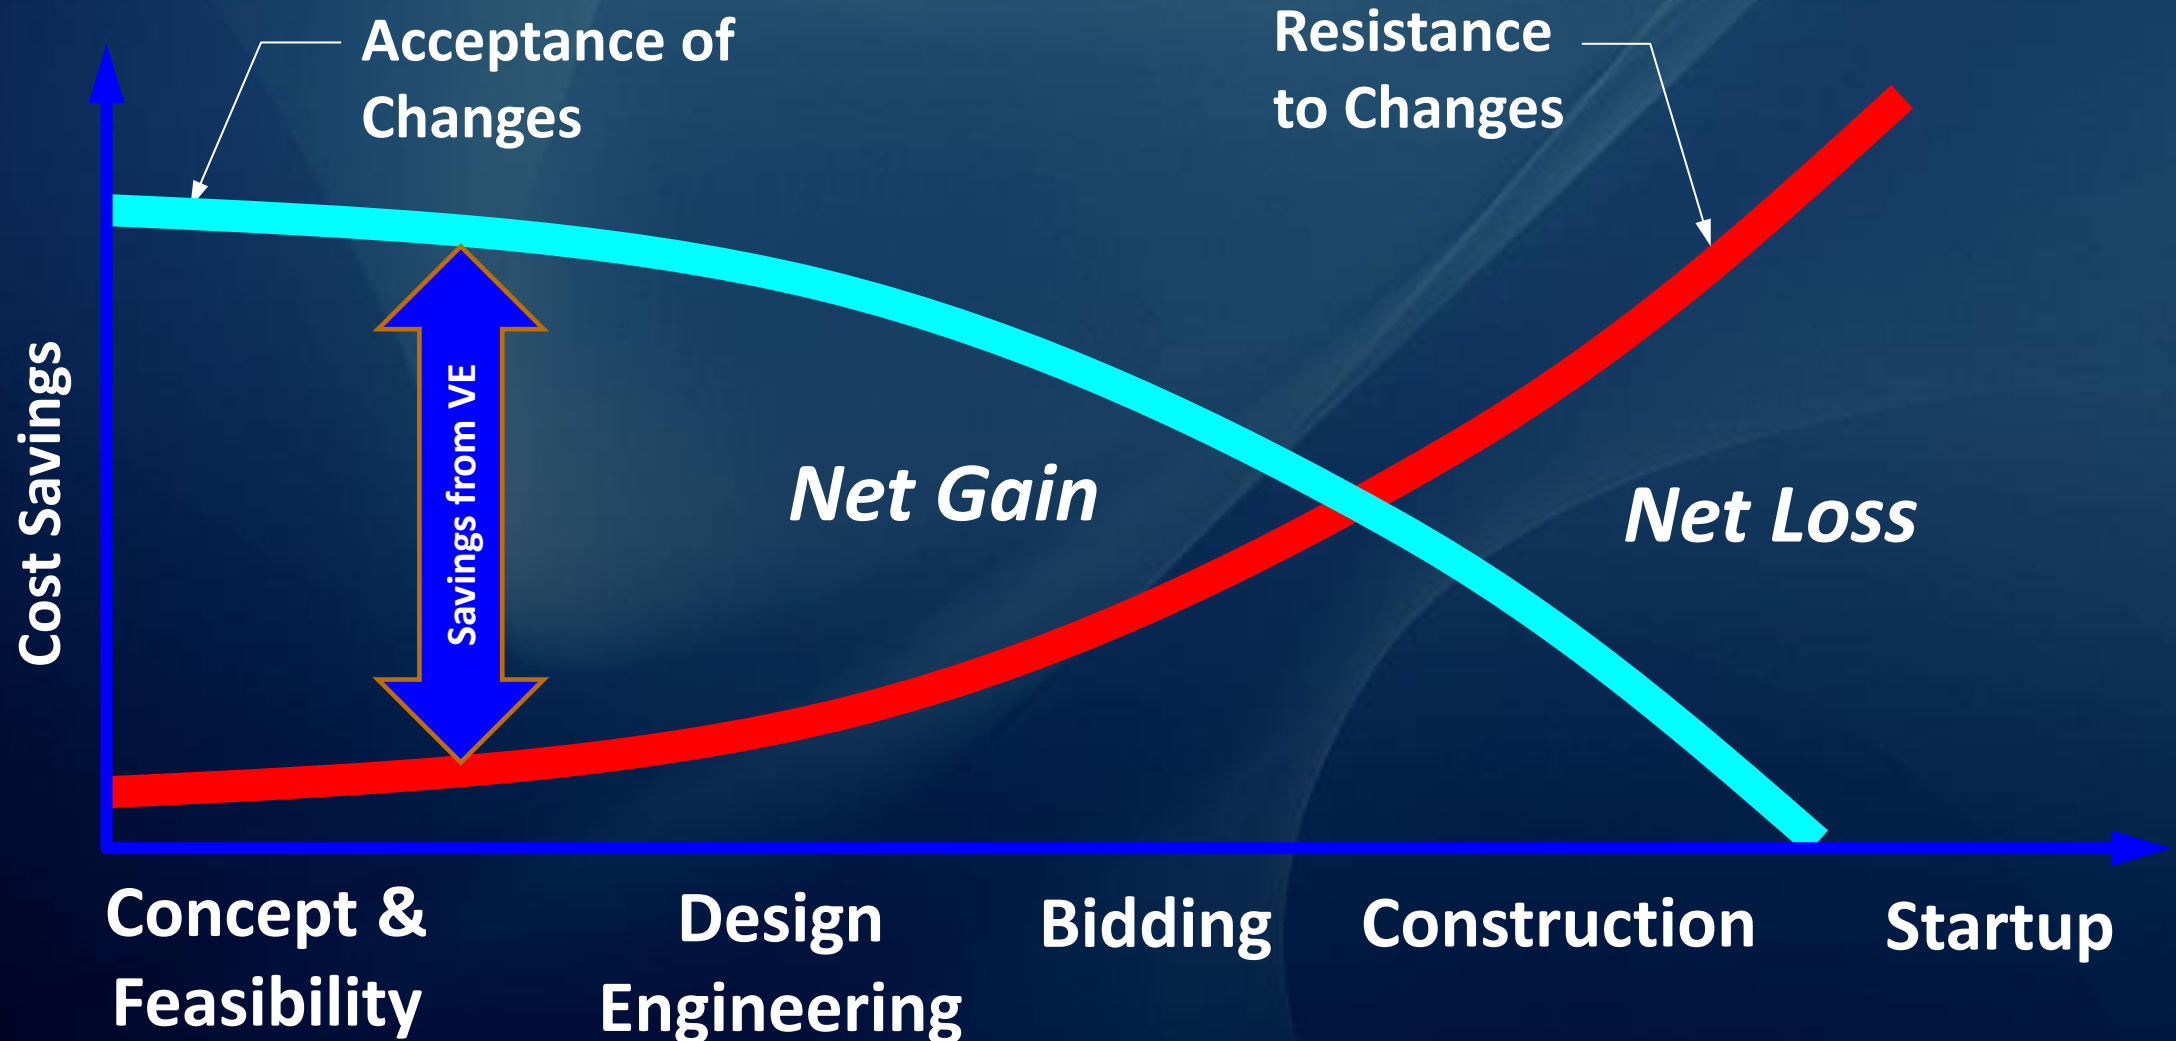 Acceptance of
Changes
Resistance
to Changes
Cost Savings
Savings from VE
Net Gain
Net Loss
Concept &
Feasibility
Design
Engineering
Bidding
Construction
Startup